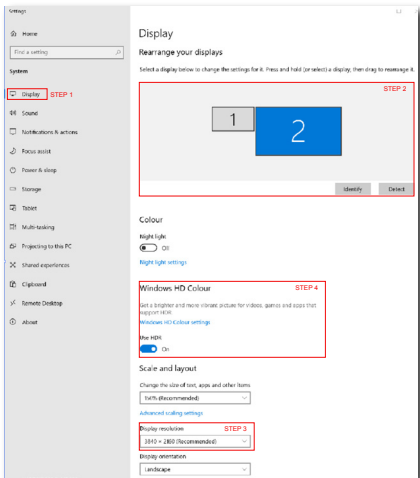 Settings
Home
Find a setting
System
Display STEP 1
Sound
Notifications & actions
Focus assist
Power & sleep
Storage
Tablet
Multi-tasking
Projecting to this PC
Shared experiences
Clipboard
Remote Desktop
About
Display
Rearrange your displays
Select a display below to change the settings for it. Press and hold (or select) a display, then drag to rearrange it.
STEP 2
1
2
Identify Detect
Colour
Night light
Off
Night light settings
Windows HD Colour STEP 4
Get a brighter and more vibrant picture for videos, games and apps that
support HDR.
Windows HD Colour settings
Use HDR
On
Scale and layout
Change the size of text, apps and other items
150% (Recommended)
Advanced scaling settings
Display resolution STEP 3
3840 × 2160 (Recommended)
Display orientation
Landscape